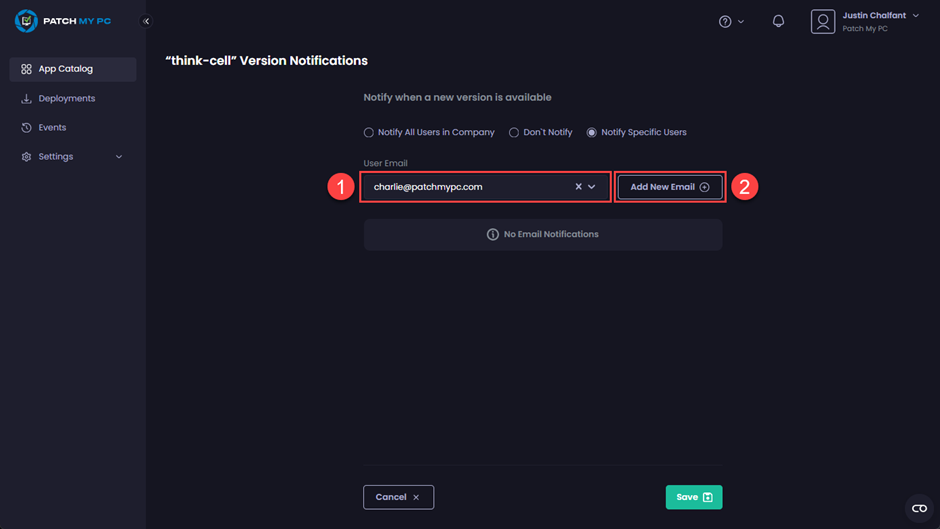 PATCH MY PC
Justin Chalfant
Patch My PC
App Catalog
Deployments
Events
Settings
“think-cell” Version Notifications
Notify when a new version is available
Notify All Users in Company Don`t Notify Notify Specific Users
User Email
1 charlie@patchmypc.com Add New Email 2
No Email Notifications
Cancel Save